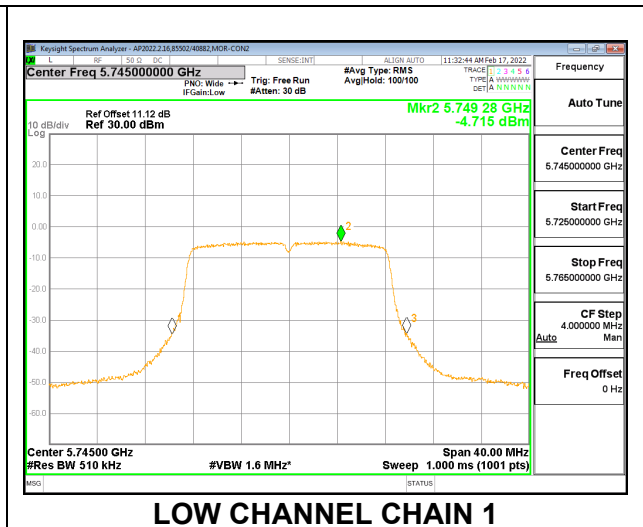 Keysight Spectrum Analyzer - AP2022.2.16,85502/40882,MOR-CON2
L RF 50 Ω DC SENSE:INT ALIGN AUTO 11:32:44 AM Feb 17, 2022
Center Freq 5.745000000 GHz
PNO: Wide
IFGain:Low
Trig: Free Run
#Atten: 30 dB
#Avg Type: RMS
Avg|Hold: 100/100
TRACE 1 2 3 4 5 6
TYPE A WWWWW
DET A N N N N N
Frequency
Auto Tune
Center Freq
5.745000000 GHz
Start Freq
5.725000000 GHz
Stop Freq
5.765000000 GHz
CF Step
4.000000 MHz
Auto Man
Freq Offset
0 Hz
Mkr2 5.749 28 GHz
-4.715 dBm
Ref Offset 11.12 dB
10 dB/div Ref 30.00 dBm
Log
20.0
10.0
0.00
-10.0
-20.0
-30.0
-40.0
-50.0
-60.0
2
3
Center 5.74500 GHz Span 40.00 MHz
#Res BW 510 kHz #VBW 1.6 MHz* Sweep 1.000 ms (1001 pts)
MSG STATUS
LOW CHANNEL CHAIN 1